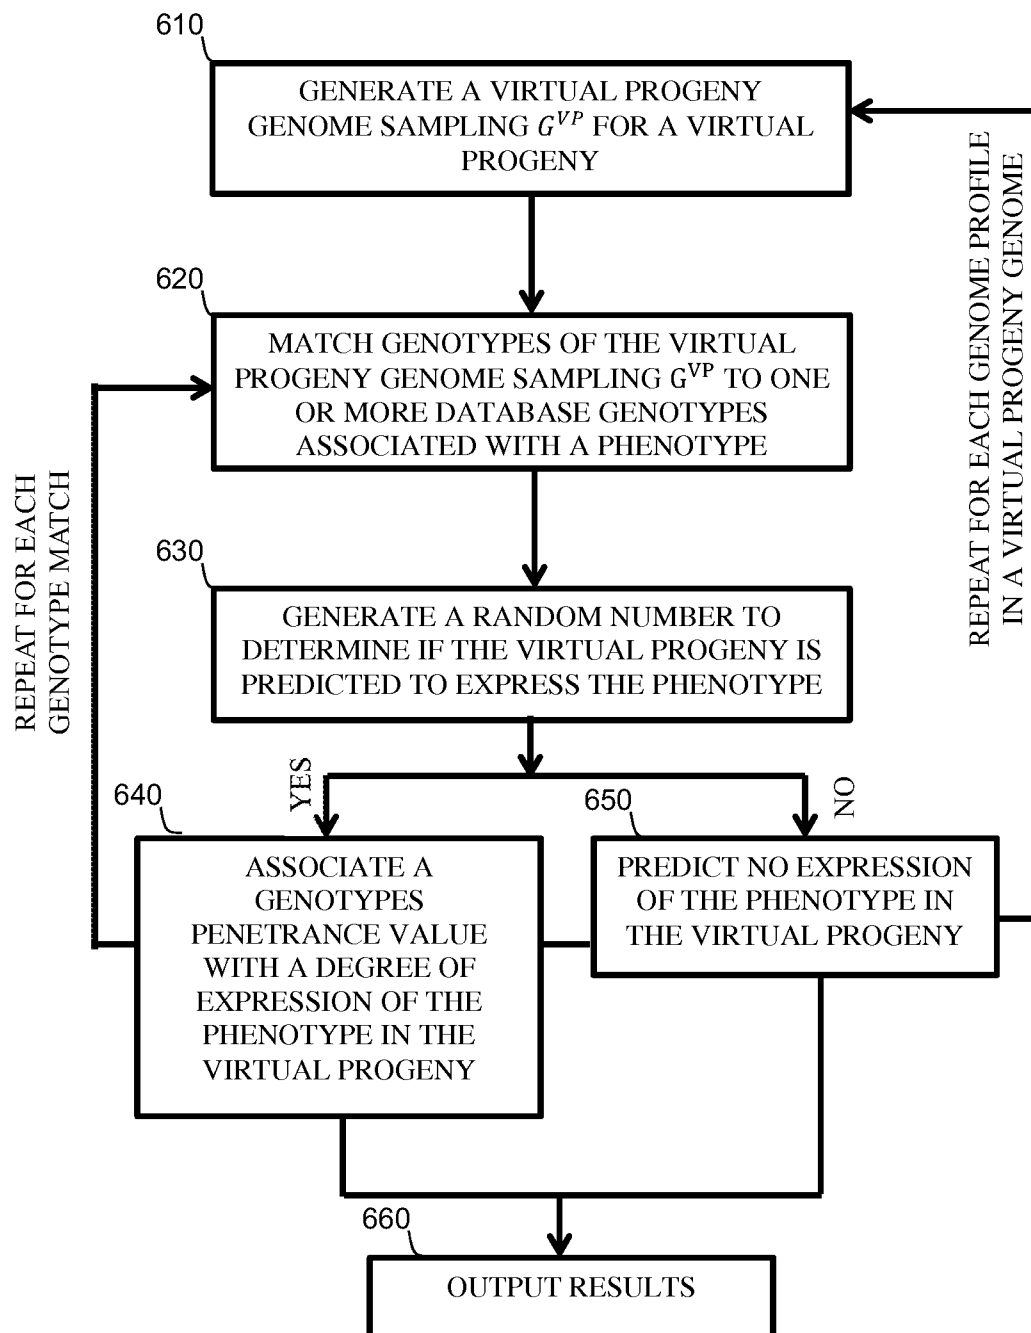 610
GENERATE A VIRTUAL PROGENY
GENOME SAMPLING G^VP FOR A VIRTUAL
PROGENY
620
MATCH GENOTYPES OF THE VIRTUAL
PROGENY GENOME SAMPLING G^VP TO ONE
OR MORE DATABASE GENOTYPES
ASSOCIATED WITH A PHENOTYPE
630
GENERATE A RANDOM NUMBER TO
DETERMINE IF THE VIRTUAL PROGENY IS
PREDICTED TO EXPRESS THE PHENOTYPE
YES
NO
640
ASSOCIATE A
GENOTYPES
PENETRANCE VALUE
WITH A DEGREE OF
EXPRESSION OF THE
PHENOTYPE IN THE
VIRTUAL PROGENY
650
PREDICT NO EXPRESSION
OF THE PHENOTYPE IN
THE VIRTUAL PROGENY
660
OUTPUT RESULTS
REPEAT FOR EACH
GENOTYPE MATCH
REPEAT FOR EACH GENOME PROFILE
IN A VIRTUAL PROGENY GENOME